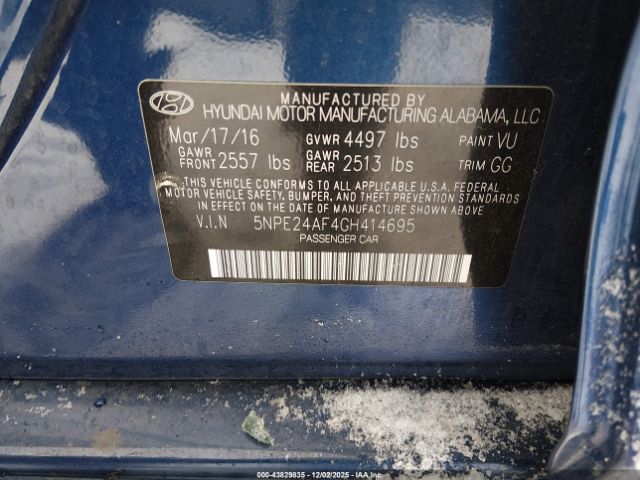 MANUFACTURED BY
HYUNDAI MOTOR MANUFACTURING ALABAMA, LLC
Mar/17/16 GVWR 4497 lbs PAINT VU
GAWR FRONT 2557 lbs GAWR REAR 2513 lbs TRIM GG
THIS VEHICLE CONFORMS TO ALL APPLICABLE U.S.A. FEDERAL
MOTOR VEHICLE SAFETY, BUMPER, AND THEFT PREVENTION STANDARDS
IN EFFECT ON THE DATE OF MANUFACTURE SHOWN ABOVE.
V.I.N 5NPE24AF4GH414695
PASSENGER CAR
000-43829835 - 12/02/2025 - IAAI.COM